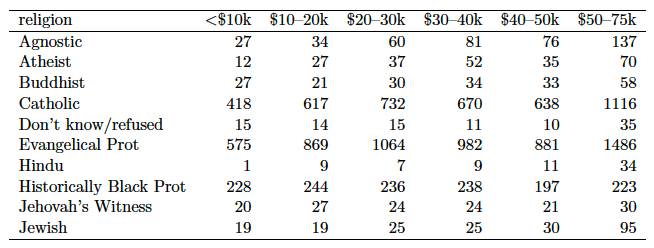 religion <$10k $10–20k $20–30k $30–40k $40–50k $50–75k
Agnostic 27 34 60 81 76 137
Atheist 12 27 37 52 35 70
Buddhist 27 21 30 34 33 58
Catholic 418 617 732 670 638 1116
Don’t know/refused 15 14 15 11 10 35
Evangelical Prot 575 869 1064 982 881 1486
Hindu 1 9 7 9 11 34
Historically Black Prot 228 244 236 238 197 223
Jehovah’s Witness 20 27 24 24 21 30
Jewish 19 19 25 25 30 95